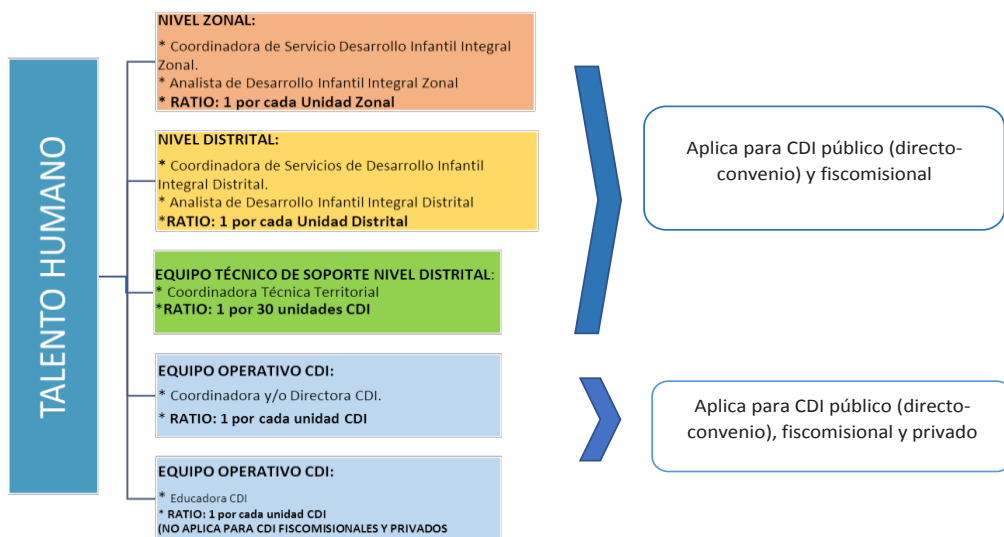 TALENTO HUMANO
NIVEL ZONAL:
* Coordinadora de Servicio Desarrollo Infantil Integral
Zonal.
* Analista de Desarrollo Infantil Integral Zonal
* RATIO: 1 por cada Unidad Zonal
NIVEL DISTRITAL:
* Coordinadora de Servicios de Desarrollo Infantil
Integral Distrital.
* Analista de Desarrollo Infantil Integral Distrital
*RATIO: 1 por cada Unidad Distrital
EQUIPO TÉCNICO DE SOPORTE NIVEL DISTRITAL:
* Coordinadora Técnica Territorial
*RATIO: 1 por 30 unidades CDI
Aplica para CDI público (directo-
convenio) y fiscomisional
EQUIPO OPERATIVO CDI:
* Coordinadora y/o Directora CDI.
* RATIO: 1 por cada unidad CDI
EQUIPO OPERATIVO CDI:
* Educadora CDI
* RATIO: 1 por cada unidad CDI
(NO APLICA PARA CDI FISCOMISIONALES Y PRIVADOS
Aplica para CDI público (directo-
convenio), fiscomisional y privado